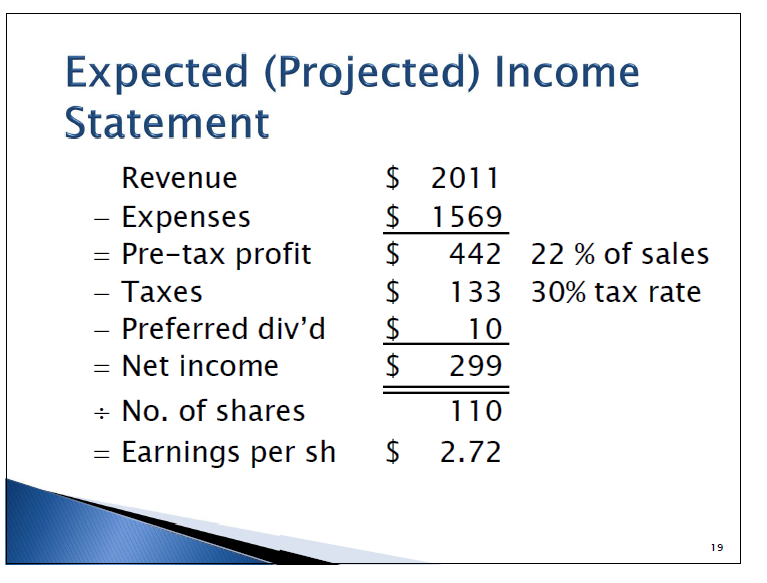 Expected (Projected) Income
Statement
Revenue $ 2011
− Expenses $ 1569
= Pre-tax profit $ 442 22 % of sales
− Taxes $ 133 30% tax rate
− Preferred div’d $ 10
= Net income $ 299
÷ No. of shares 110
= Earnings per sh $ 2.72
19